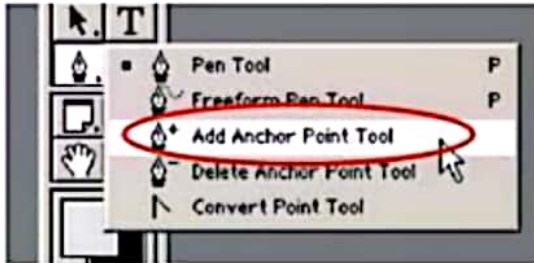 T
Pen Tool P
Freeform Pen Tool P
Add Anchor Point Tool
Delete Anchor Point Tool
Convert Point Tool